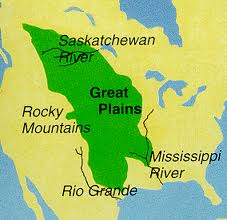 Saskatchewan
River
Great
Plains
Rocky
Mountains
Mississippi
River
Rio Grande